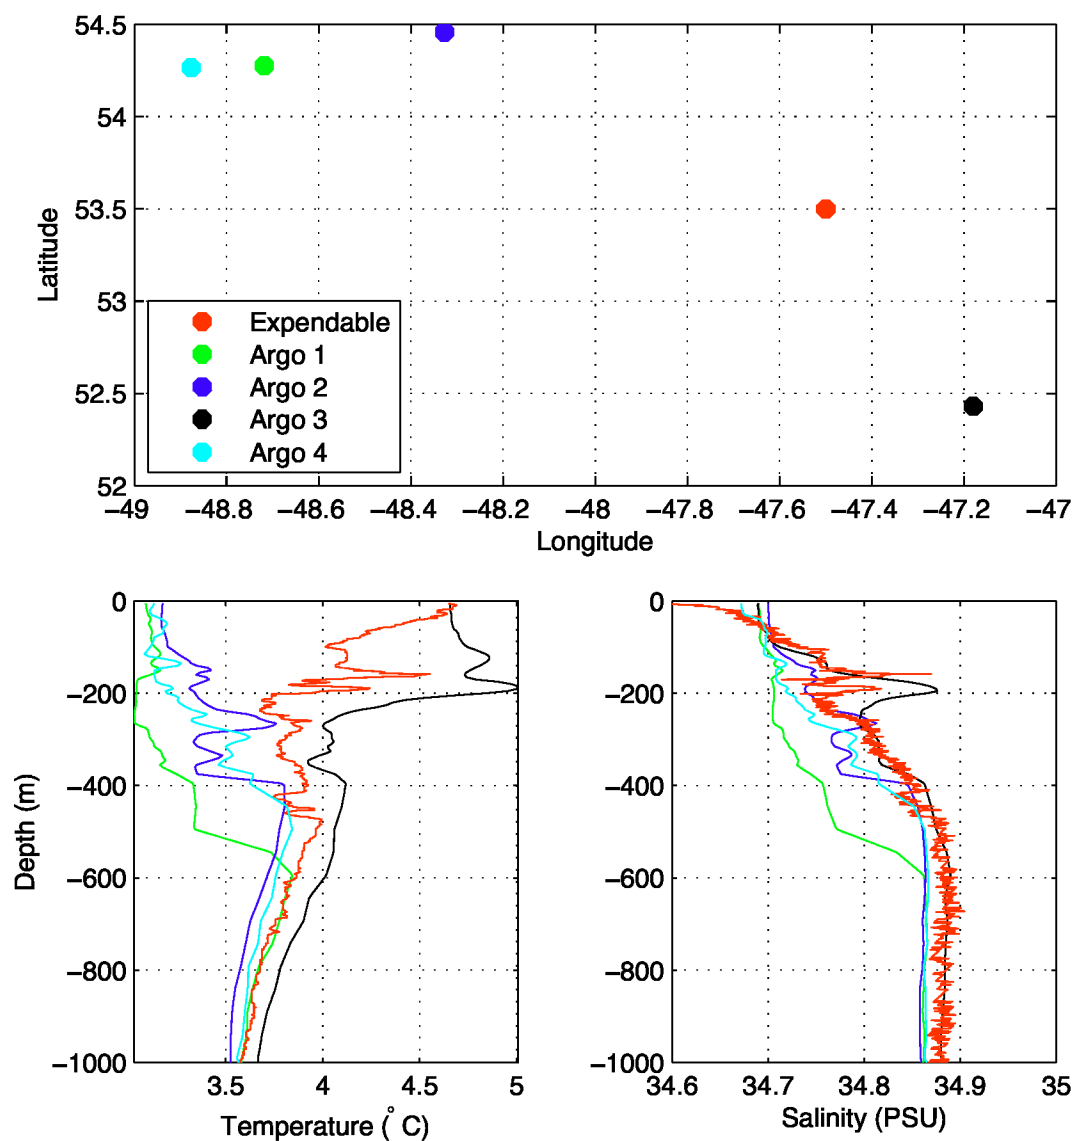 54.5
54
53.5
53
52.5
52
Latitude
Expendable
Argo 1
Argo 2
Argo 3
Argo 4
−49 −48.8 −48.6 −48.4 −48.2 −48 −47.8 −47.6 −47.4 −47.2 −47
Longitude
0
−200
−400
−600
−800
−1000
Depth (m)
3.5 4 4.5 5
Temperature (° C)
0
−200
−400
−600
−800
−1000
34.6 34.7 34.8 34.9 35
Salinity (PSU)